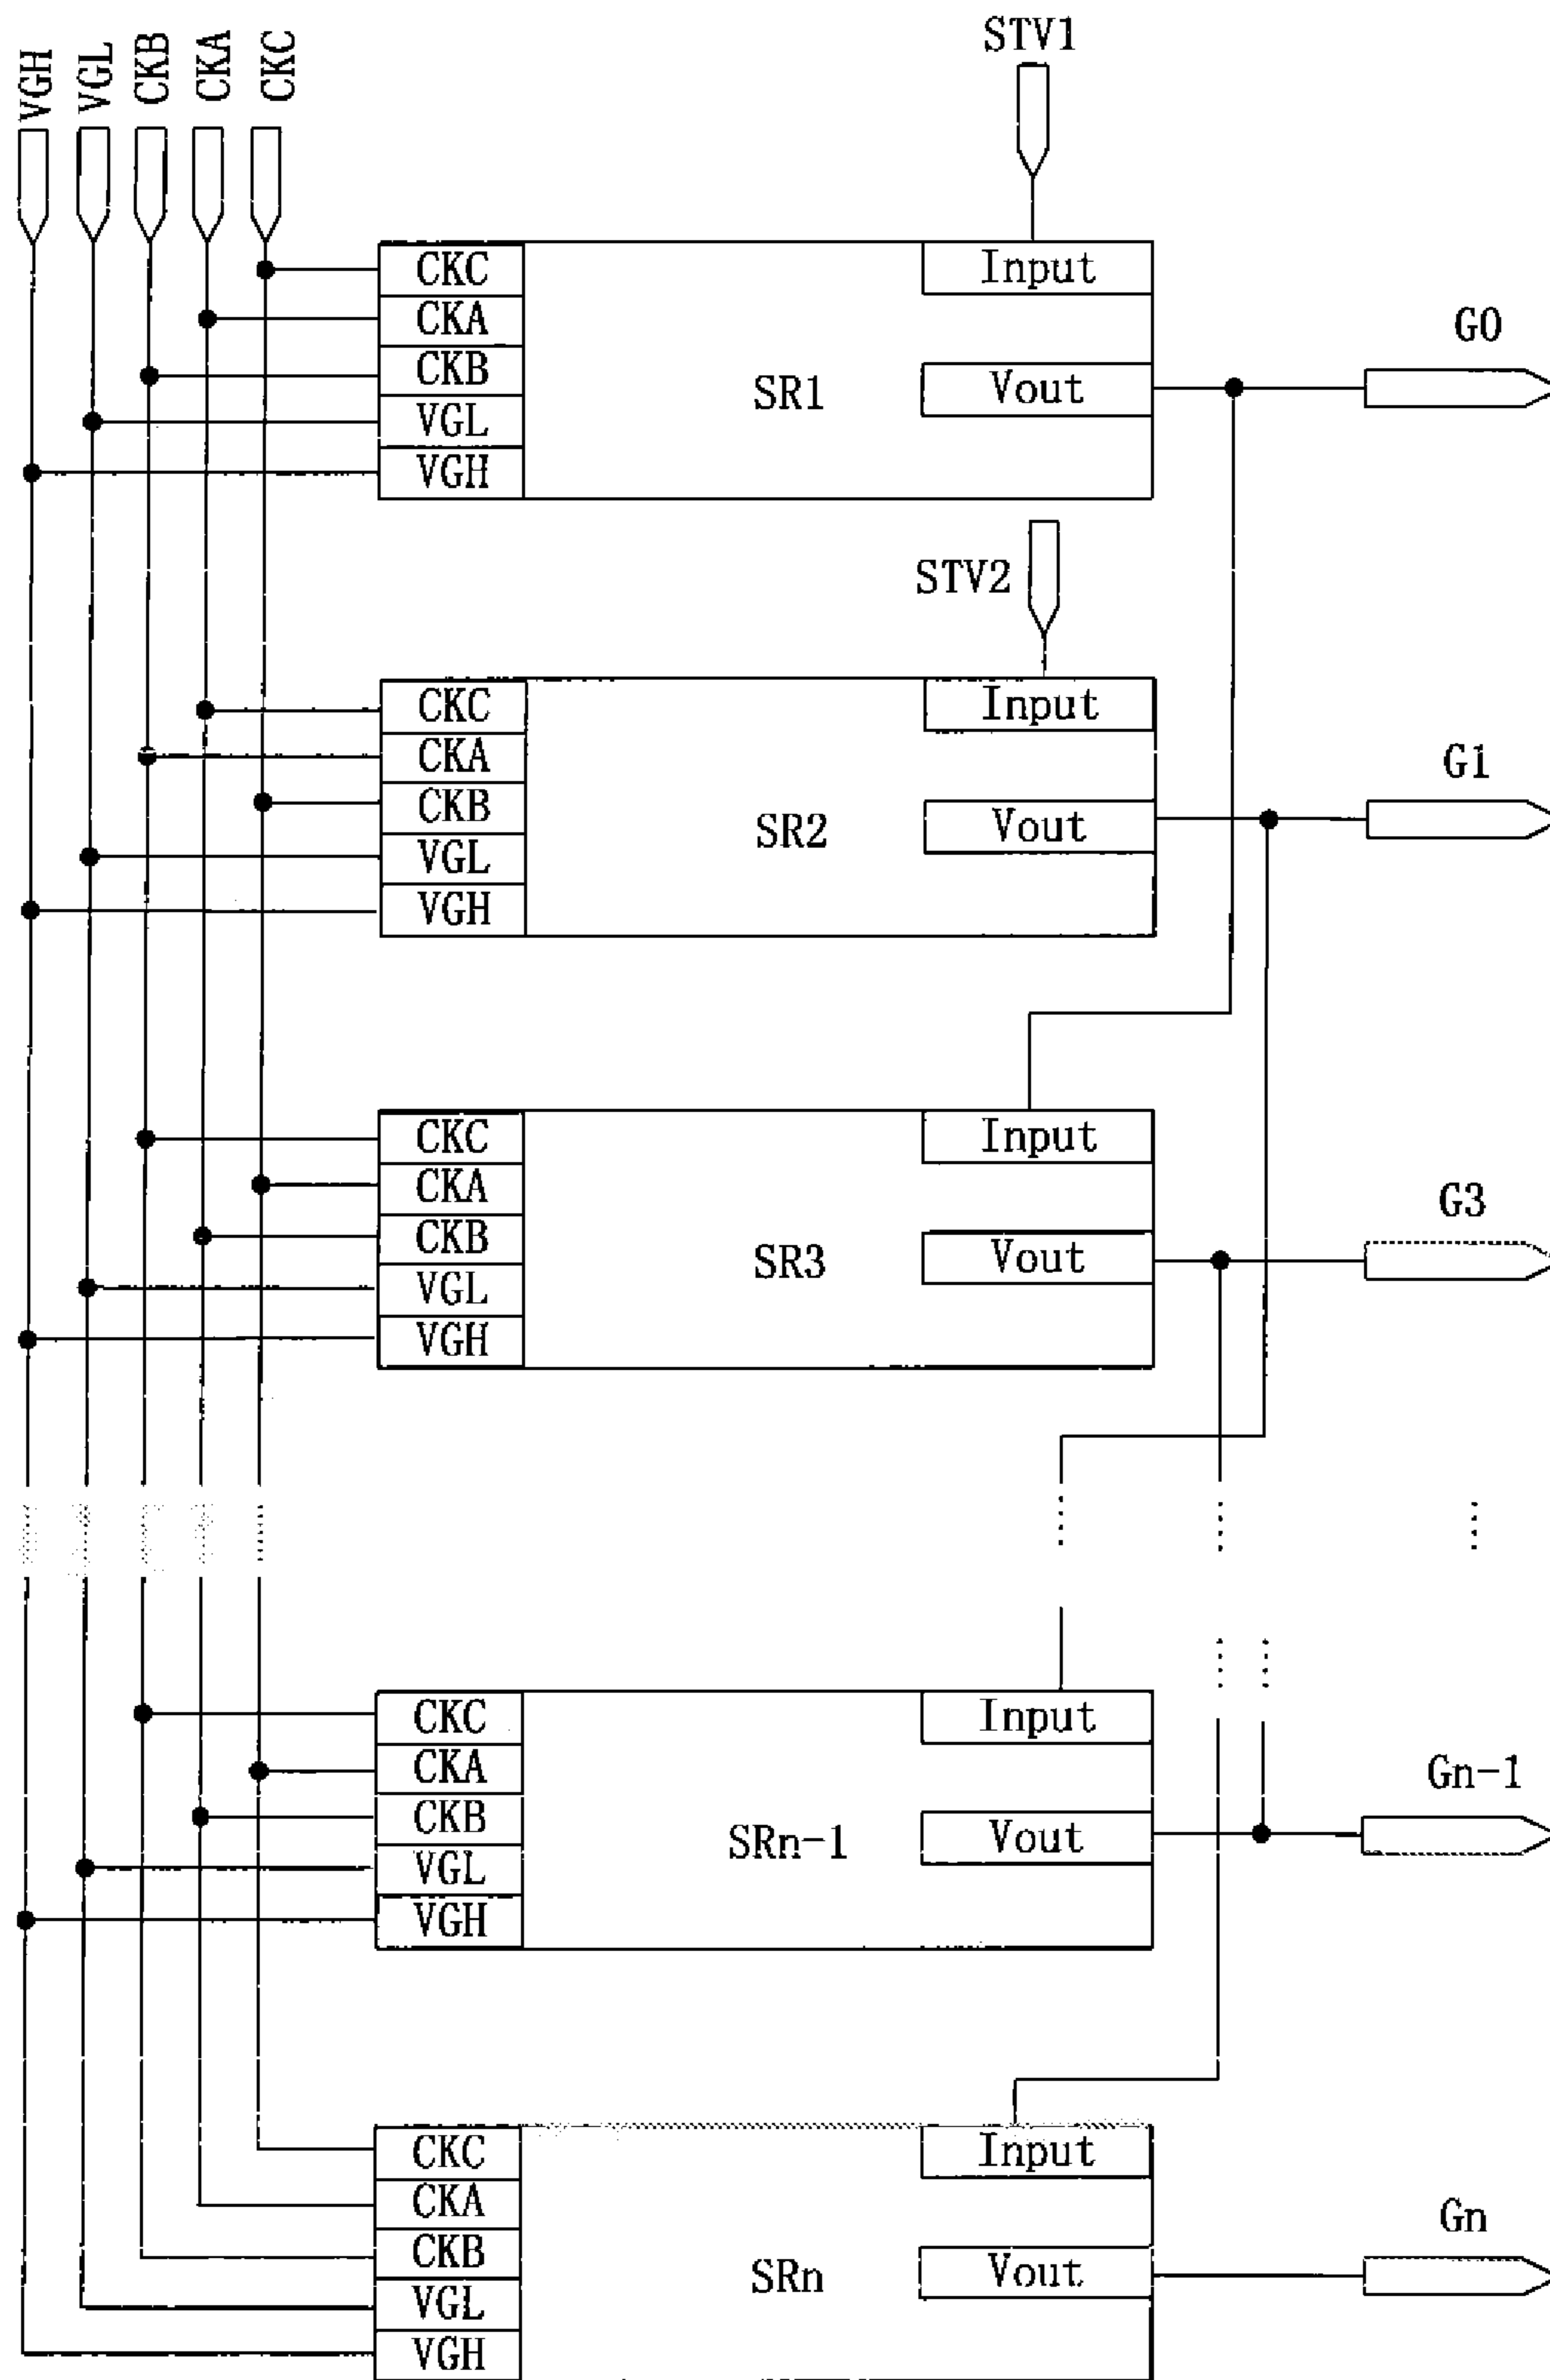 VGH
VGL
CKB
CKA
CKC
STV1
CKC
CKA
CKB
VGL
VGH
SR1
Input
Vout
G0
STV2
CKC
CKA
CKB
VGL
VGH
SR2
Input
Vout
G1
CKC
CKA
CKB
VGL
VGH
SR3
Input
Vout
G3
CKC
CKA
CKB
VGL
VGH
SRn-1
Input
Vout
Gn-1
CKC
CKA
CKB
VGL
VGH
SRn
Input
Vout
Gn